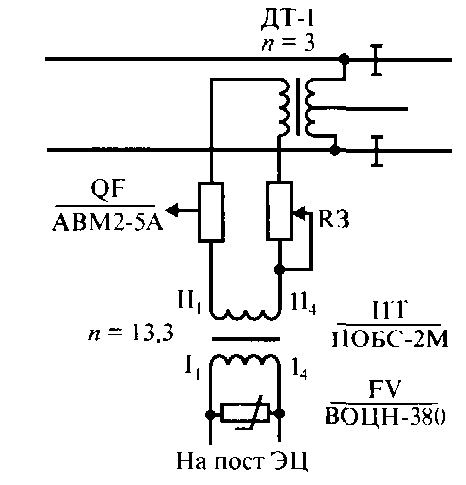 ДТ-1
n = 3
QF
АВМ2-5А
RЗ
II₁
II₄
n = 13,3
ПТ
ПОБС-2М
I₁
I₄
FV
ВОЦН-380
На пост ЭЦ